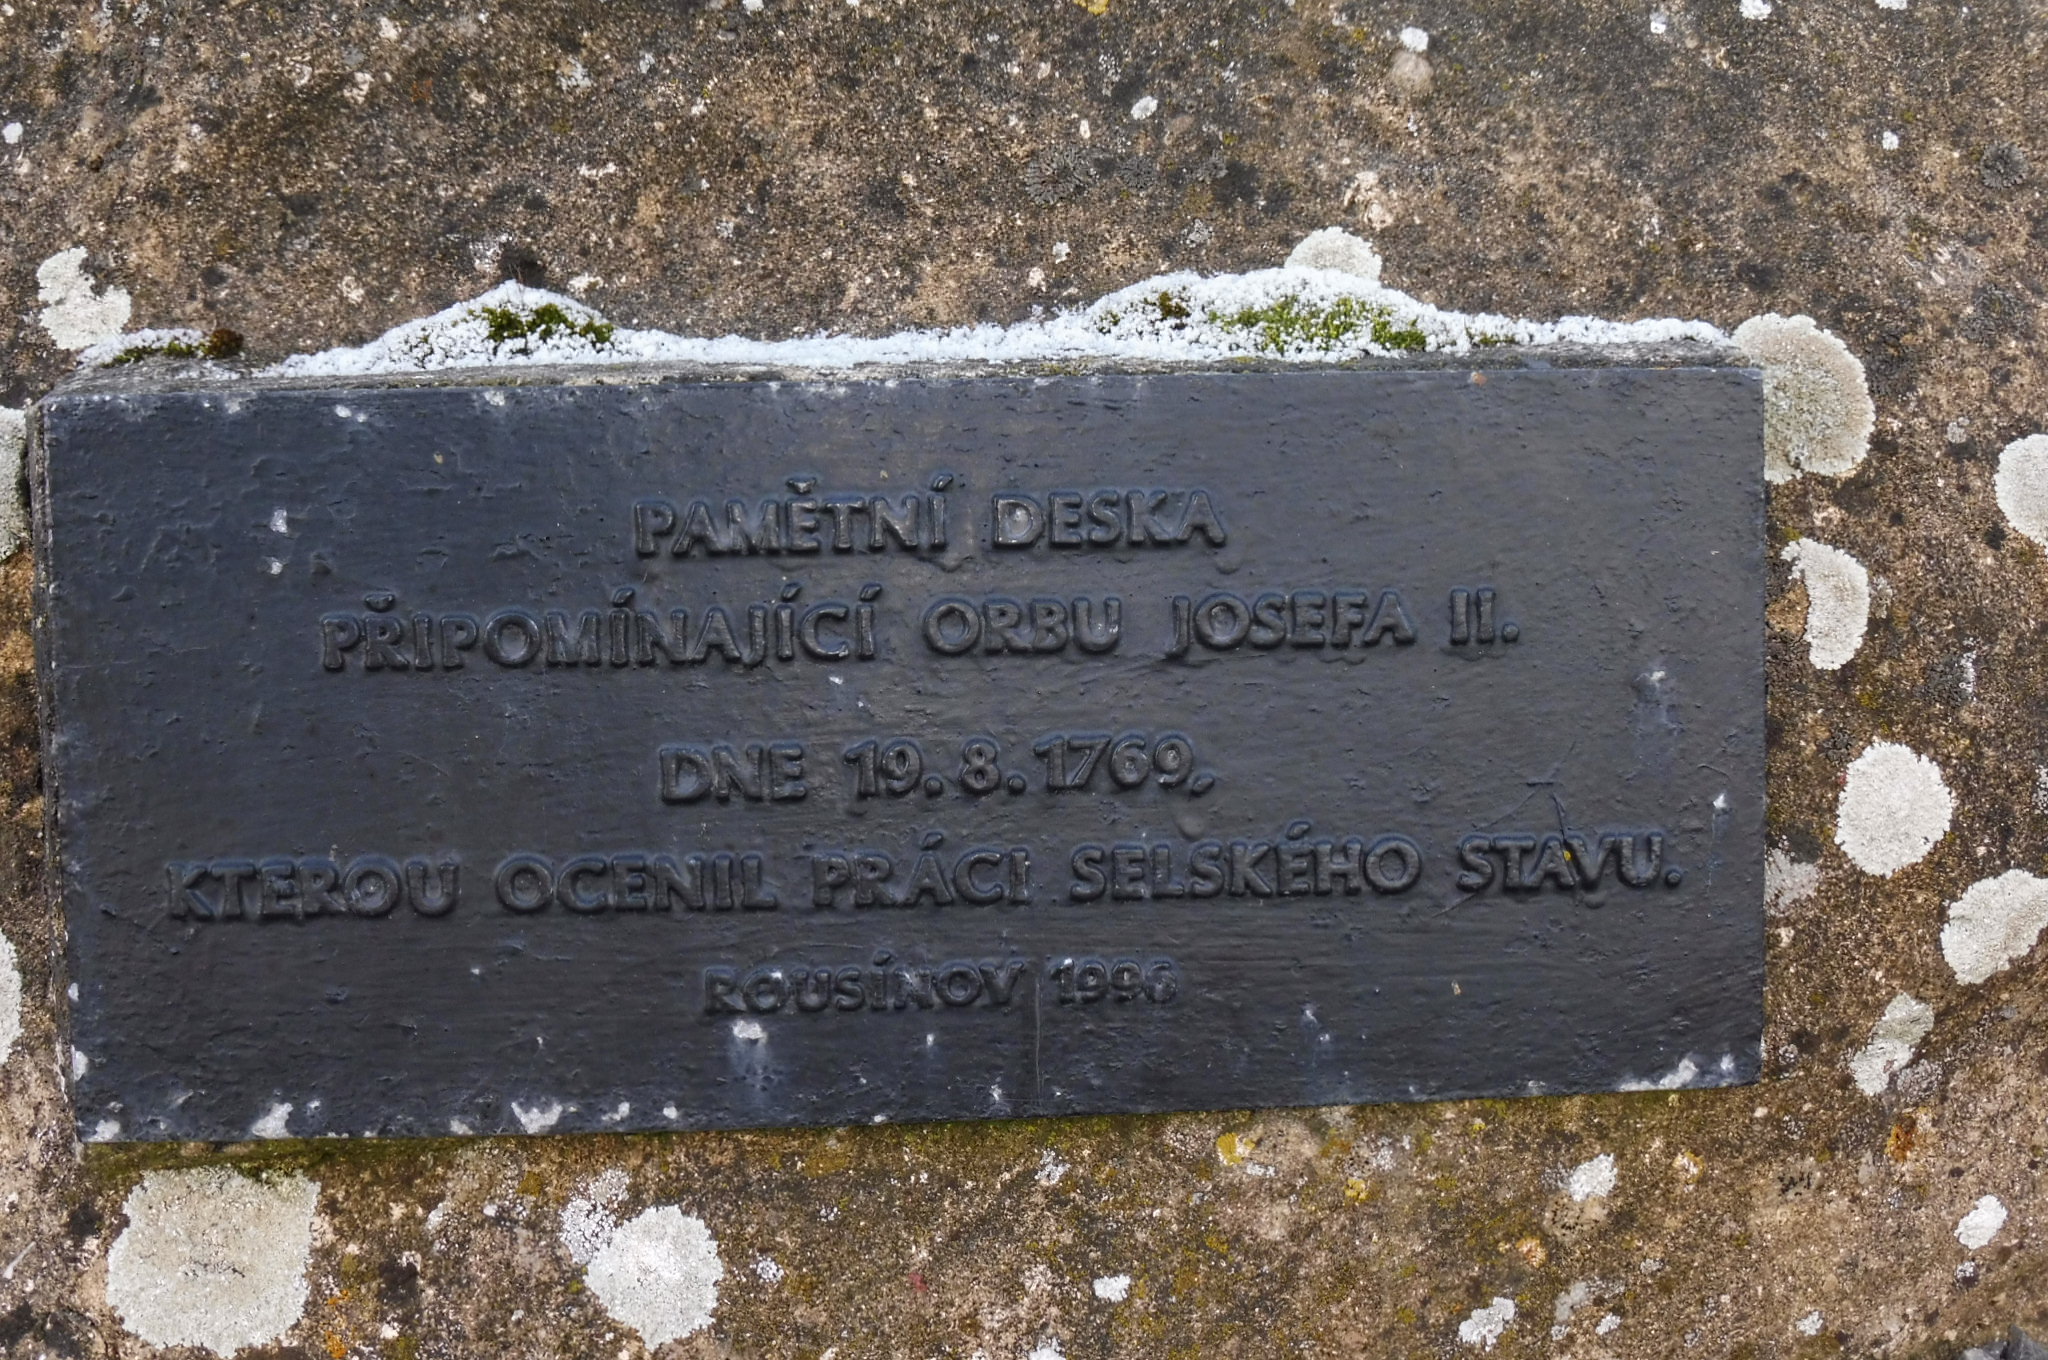 PAMĚTNÍ DESKA
PŘIPOMÍNAJÍCÍ ORBU JOSEFA II.
DNE 19. 8. 1769,
KTEROU OCENIL PRÁCI SELSKÉHO STAVU.
ROUSÍNOV 1996